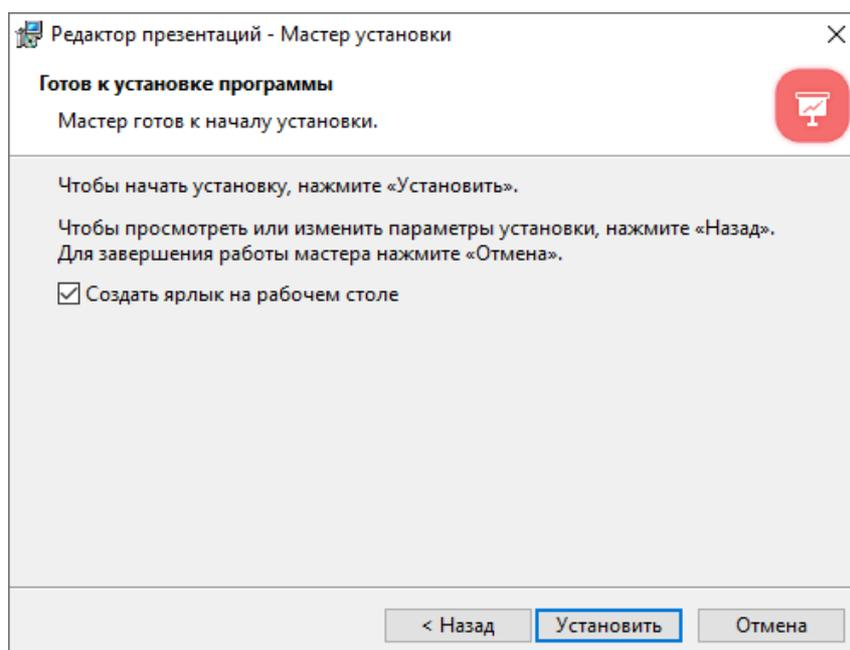 Редактор презентаций - Мастер установки
Готов к установке программы
Мастер готов к началу установки.
Чтобы начать установку, нажмите «Установить».
Чтобы просмотреть или изменить параметры установки, нажмите «Назад».
Для завершения работы мастера нажмите «Отмена».
Создать ярлык на рабочем столе
< Назад
Установить
Отмена